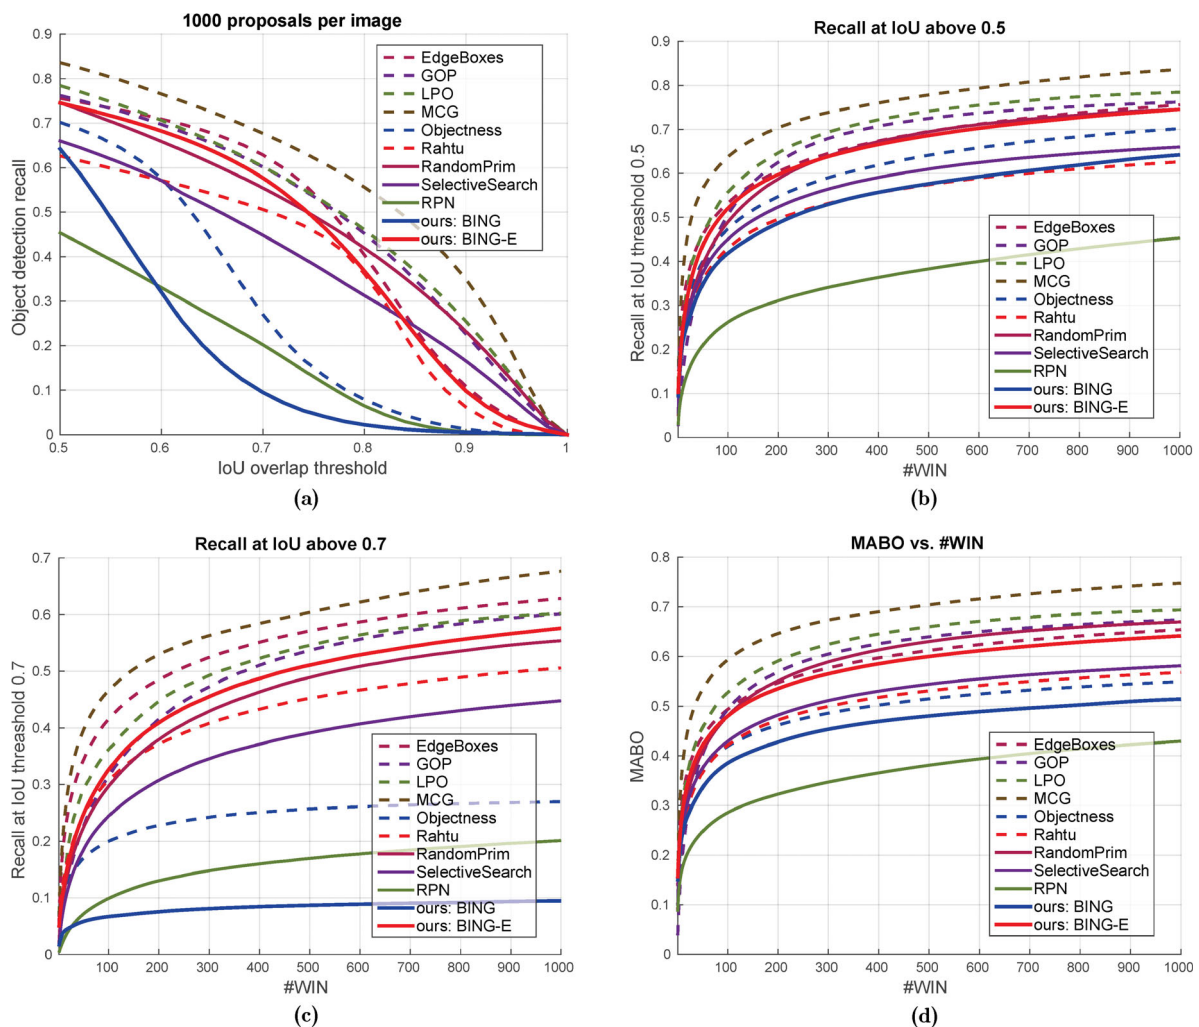 1000 proposals per image
Object detection recall
0.9
0.8
0.7
0.6
0.5
0.4
0.3
0.2
0.1
0
EdgeBoxes
GOP
LPO
MCG
Objectness
Rahtu
RandomPrim
SelectiveSearch
RPN
ours: BING
ours: BING-E
0.5 0.6 0.7 0.8 0.9 1
IoU overlap threshold
(a)
Recall at IoU above 0.5
Recall at IoU threshold 0.5
0.9
0.8
0.7
0.6
0.5
0.4
0.3
0.2
0.1
0
EdgeBoxes
GOP
LPO
MCG
Objectness
Rahtu
RandomPrim
SelectiveSearch
RPN
ours: BING
ours: BING-E
100 200 300 400 500 600 700 800 900 1000
#WIN
(b)
Recall at IoU above 0.7
Recall at IoU threashold 0.7
0.7
0.6
0.5
0.4
0.3
0.2
0.1
0
EdgeBoxes
GOP
LPO
MCG
Objectness
Rahtu
RandomPrim
SelectiveSearch
RPN
ours: BING
ours: BING-E
100 200 300 400 500 600 700 800 900 1000
#WIN
(c)
MABO vs. #WIN
MABO
0.8
0.7
0.6
0.5
0.4
0.3
0.2
0.1
0
EdgeBoxes
GOP
LPO
MCG
Objectness
Rahtu
RandomPrim
SelectiveSearch
RPN
ours: BING
ours: BING-E
100 200 300 400 500 600 700 800 900 1000
#WIN
(d)